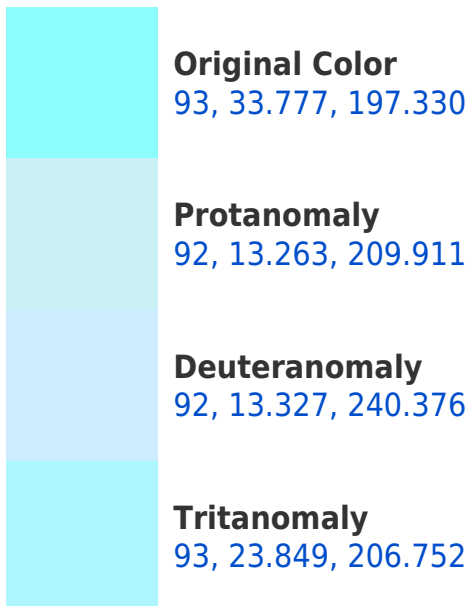 Original Color
93, 33.777, 197.330
Protanomaly
92, 13.263, 209.911
Deuteranomaly
92, 13.327, 240.376
Tritanomaly
93, 23.849, 206.752